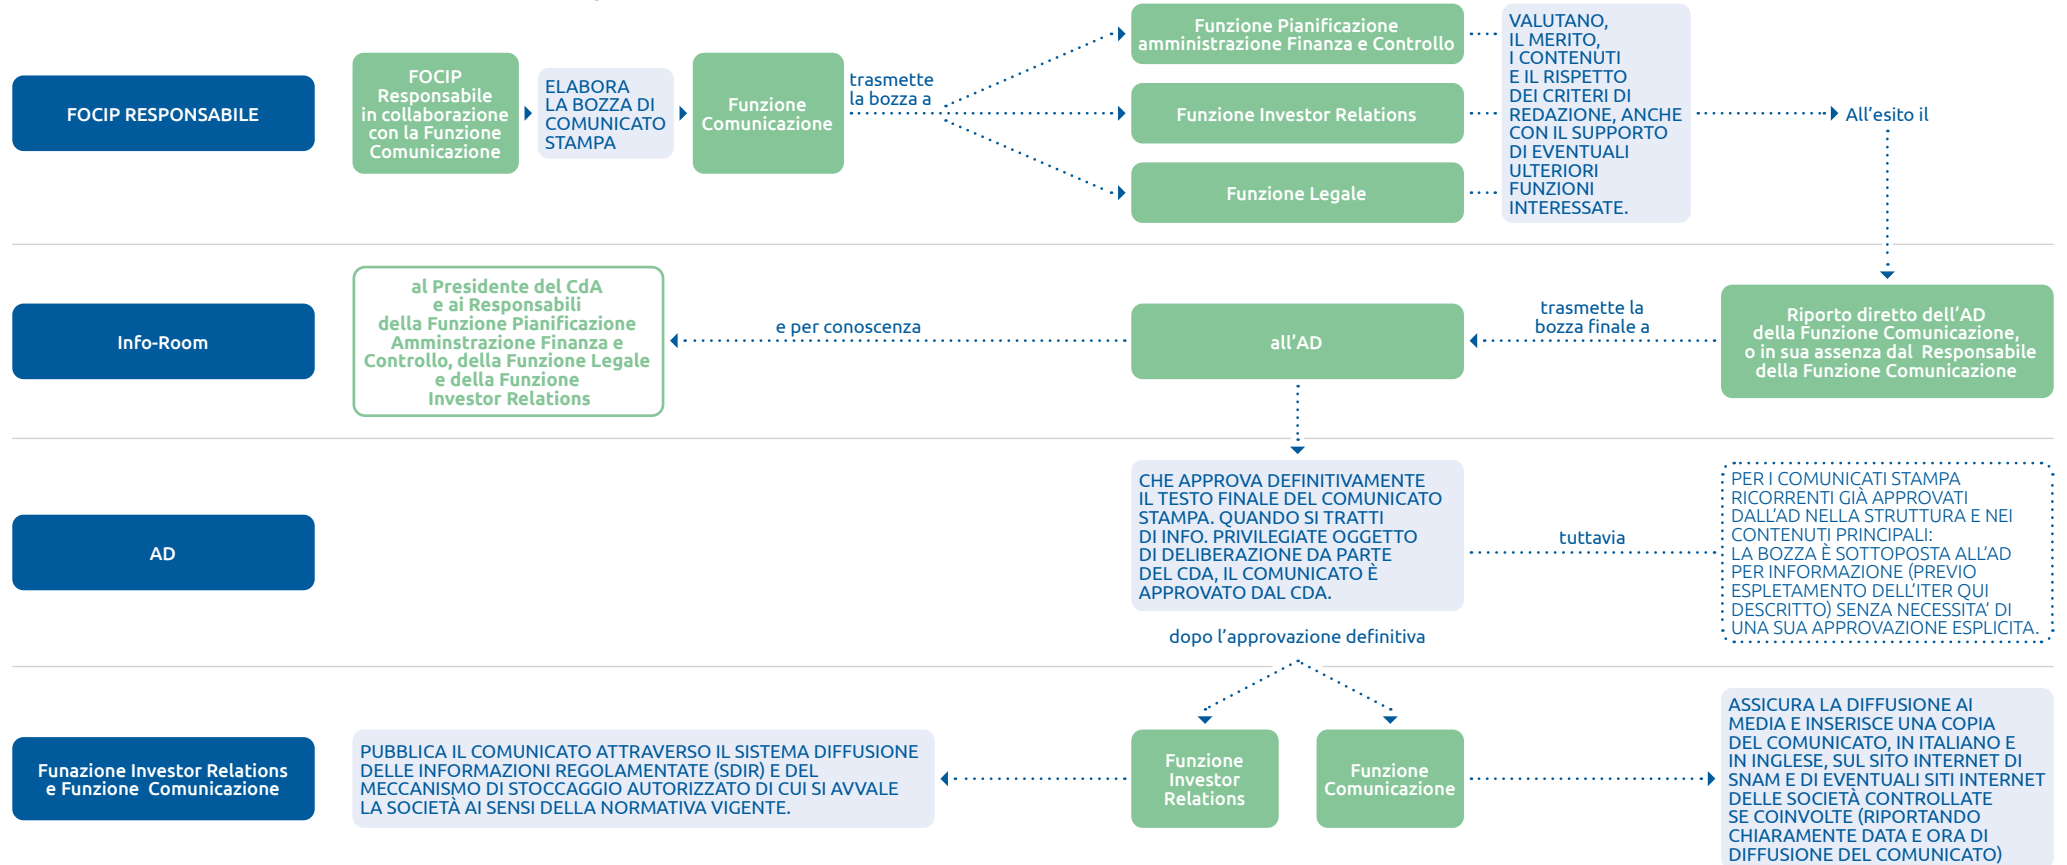 FOCIP RESPONSABILE
FOCIP
Responsabile
in collaborazione
con la Funzione
Comunicazione
ELABORA
LA BOZZA DI
COMUNICATO
STAMPA
Funzione
Comunicazione
trasmette
la bozza a
Funzione Pianificazione
amministrazione Finanza e Controllo
Funzione Investor Relations
Funzione Legale
VALUTANO,
IL MERITO,
I CONTENUTI
E IL RISPETTO
DEI CRITERI DI
REDAZIONE, ANCHE
CON IL SUPPORTO
DI EVENTUALI
ULTERIORI
FUNZIONI
INTERESSATE.
All'esito il
Info-Room
al Presidente del CdA
e ai Responsabili
della Funzione Pianificazione
Amminstrazione Finanza e
Controllo, della Funzione Legale
e della Funzione
Investor Relations
e per conoscenza
all'AD
trasmette la
bozza finale a
Riporto diretto dell'AD
della Funzione Comunicazione,
o in sua assenza dal Responsabile
della Funzione Comunicazione
AD
CHE APPROVA DEFINITIVAMENTE
IL TESTO FINALE DEL COMUNICATO
STAMPA. QUANDO SI TRATTI
DI INFO. PRIVILEGIATE OGGETTO
DI DELIBERAZIONE DA PARTE
DEL CDA, IL COMUNICATO È
APPROVATO DAL CDA.
tuttavia
PER I COMUNICATI STAMPA
RICORRENTI GIÀ APPROVATI
DALL'AD NELLA STRUTTURA E NEI
CONTENUTI PRINCIPALI:
LA BOZZA È SOTTOPOSTA ALL'AD
PER INFORMAZIONE (PREVIO
ESPLETAMENTO DELL'ITER QUI
DESCRITTO) SENZA NECESSITA' DI
UNA SUA APPROVAZIONE ESPLICITA.
dopo l'approvazione definitiva
Funazione Investor Relations
e Funzione Comunicazione
PUBBLICA IL COMUNICATO ATTRAVERSO IL SISTEMA DIFFUSIONE
DELLE INFORMAZIONI REGOLAMENTATE (SDIR) E DEL
MECCANISMO DI STOCCAGGIO AUTORIZZATO DI CUI SI AVVALE
LA SOCIETÀ AI SENSI DELLA NORMATIVA VIGENTE.
Funzione
Investor
Relations
Funzione
Comunicazione
ASSICURA LA DIFFUSIONE AI
MEDIA E INSERISCE UNA COPIA
DEL COMUNICATO, IN ITALIANO E
IN INGLESE, SUL SITO INTERNET DI
SNAM E DI EVENTUALI SITI INTERNET
DELLE SOCIETÀ CONTROLLATE
SE COINVOLTE (RIPORTANDO
CHIARAMENTE DATA E ORA DI
DIFFUSIONE DEL COMUNICATO)